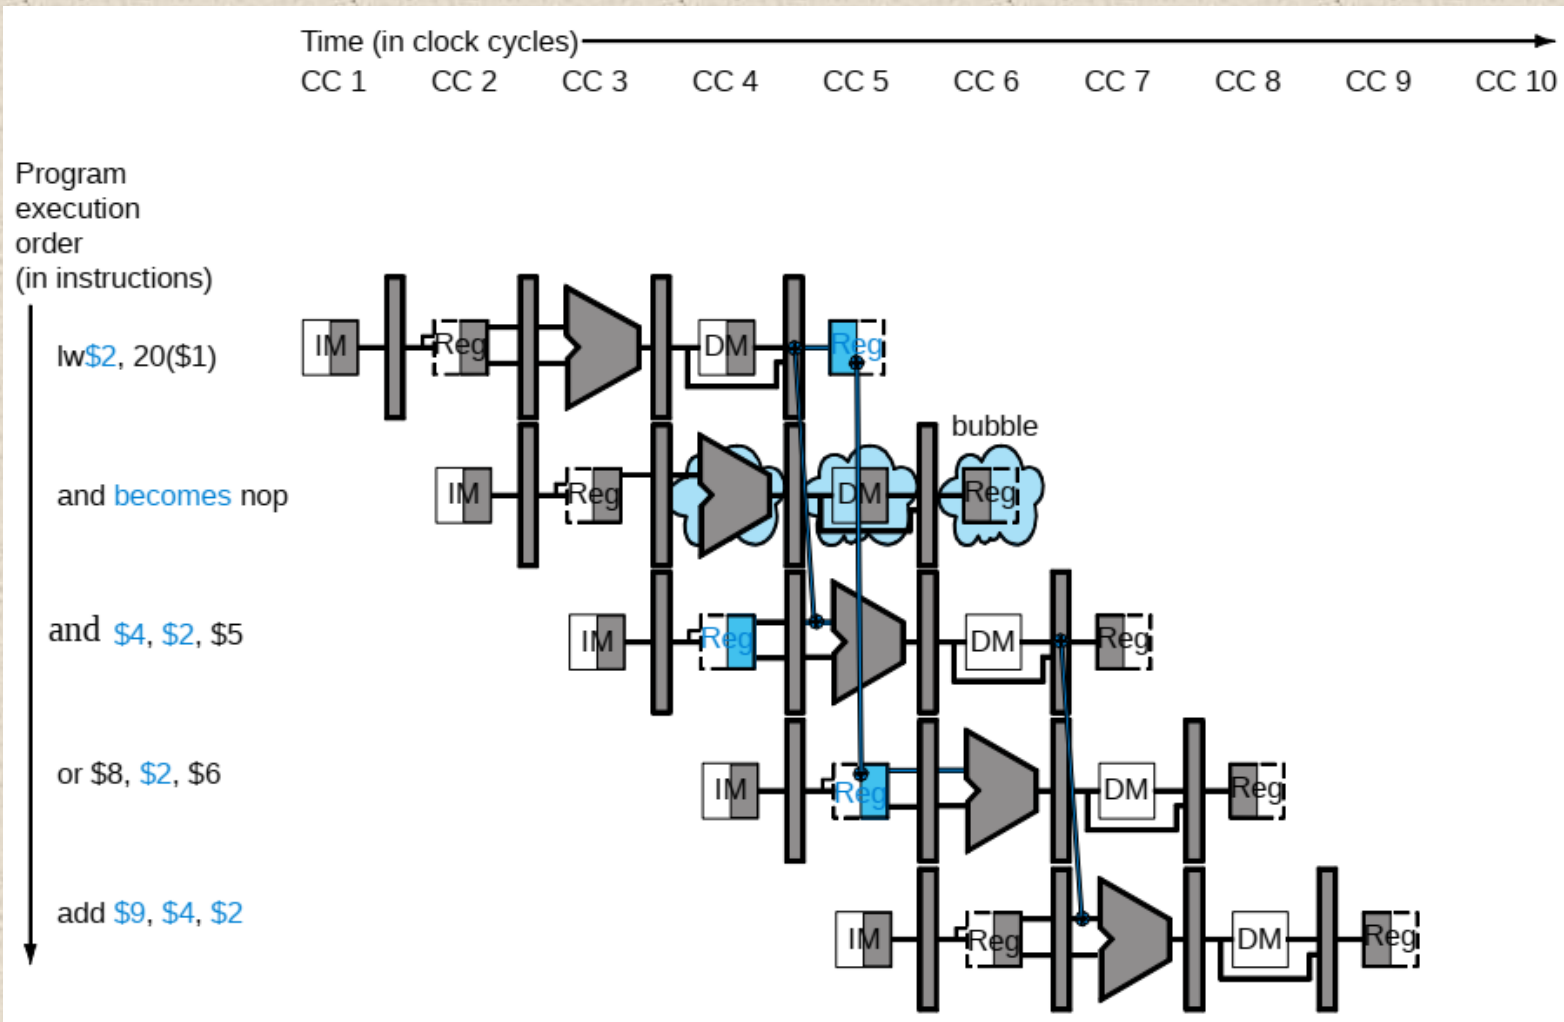 Time (in clock cycles)
CC 1 CC 2 CC 3 CC 4 CC 5 CC 6 CC 7 CC 8 CC 9 CC 10
Program
execution
order
(in instructions)
lw$2, 20($1)
IM Reg DM Reg
bubble
and becomes nop
IM Reg DM Reg
and $4, $2, $5
IM Reg DM Reg
or $8, $2, $6
IM Reg DM Reg
add $9, $4, $2
IM Reg DM Reg